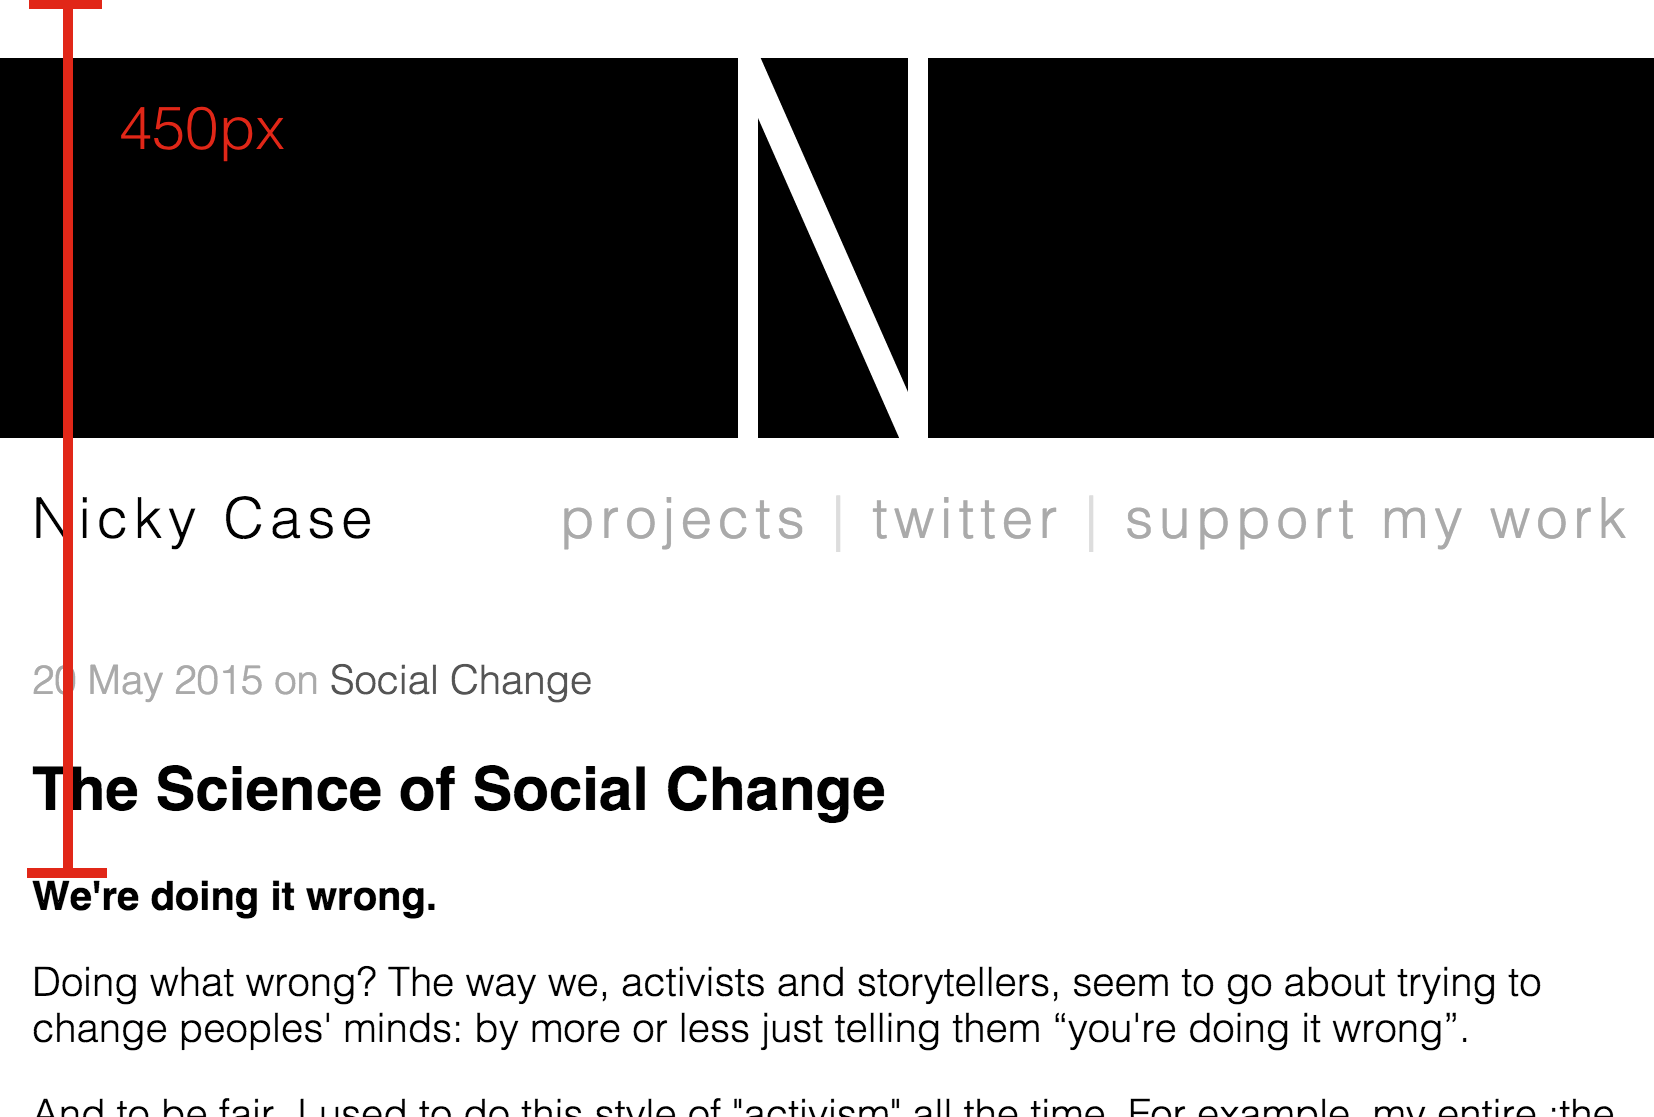 450px
N
Nicky Case projects | twitter | support my work
20 May 2015 on Social Change
The Science of Social Change
We're doing it wrong.
Doing what wrong? The way we, activists and storytellers, seem to go about trying to
change peoples' minds: by more or less just telling them “you're doing it wrong”.
And to be fair, I used to do this style of "activism" all the time. For example, my entire :the